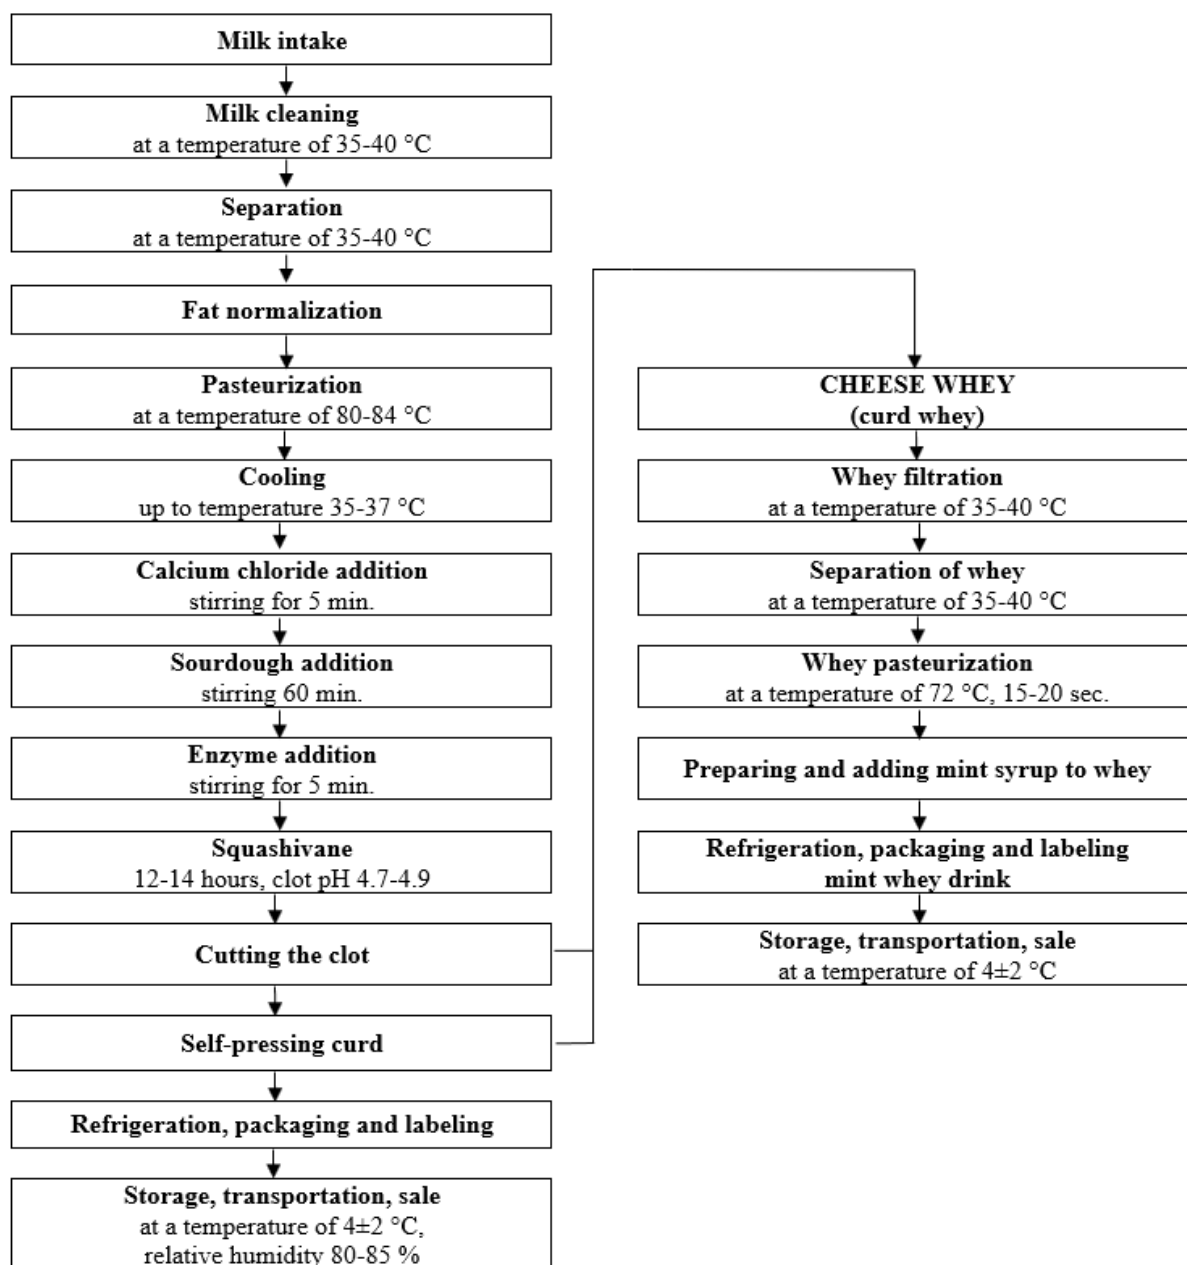 Milk intake
Milk cleaning
at a temperature of 35-40 °C
Separation
at a temperature of 35-40 °C
Fat normalization
Pasteurization
at a temperature of 80-84 °C
Cooling
up to temperature 35-37 °C
Calcium chloride addition
stirring for 5 min.
Sourdough addition
stirring 60 min.
Enzyme addition
stirring for 5 min.
Squashivane
12-14 hours, clot pH 4.7-4.9
Cutting the clot
Self-pressing curd
Refrigeration, packaging and labeling
Storage, transportation, sale
at a temperature of 4±2 °C,
relative humidity 80-85 %
CHEESE WHEY
(curd whey)
Whey filtration
at a temperature of 35-40 °C
Separation of whey
at a temperature of 35-40 °C
Whey pasteurization
at a temperature of 72 °C, 15-20 sec.
Preparing and adding mint syrup to whey
Refrigeration, packaging and labeling
mint whey drink
Storage, transportation, sale
at a temperature of 4±2 °C